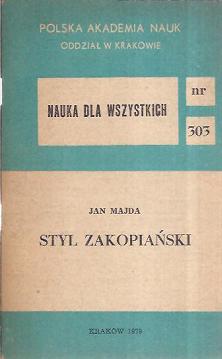 POLSKA AKADEMIA NAUK
ODDZIAŁ W KRAKOWIE
NAUKA DLA WSZYSTKICH
nr
303
JAN MAJDA
STYL ZAKOPIAŃSKI
KRAKÓW 1979